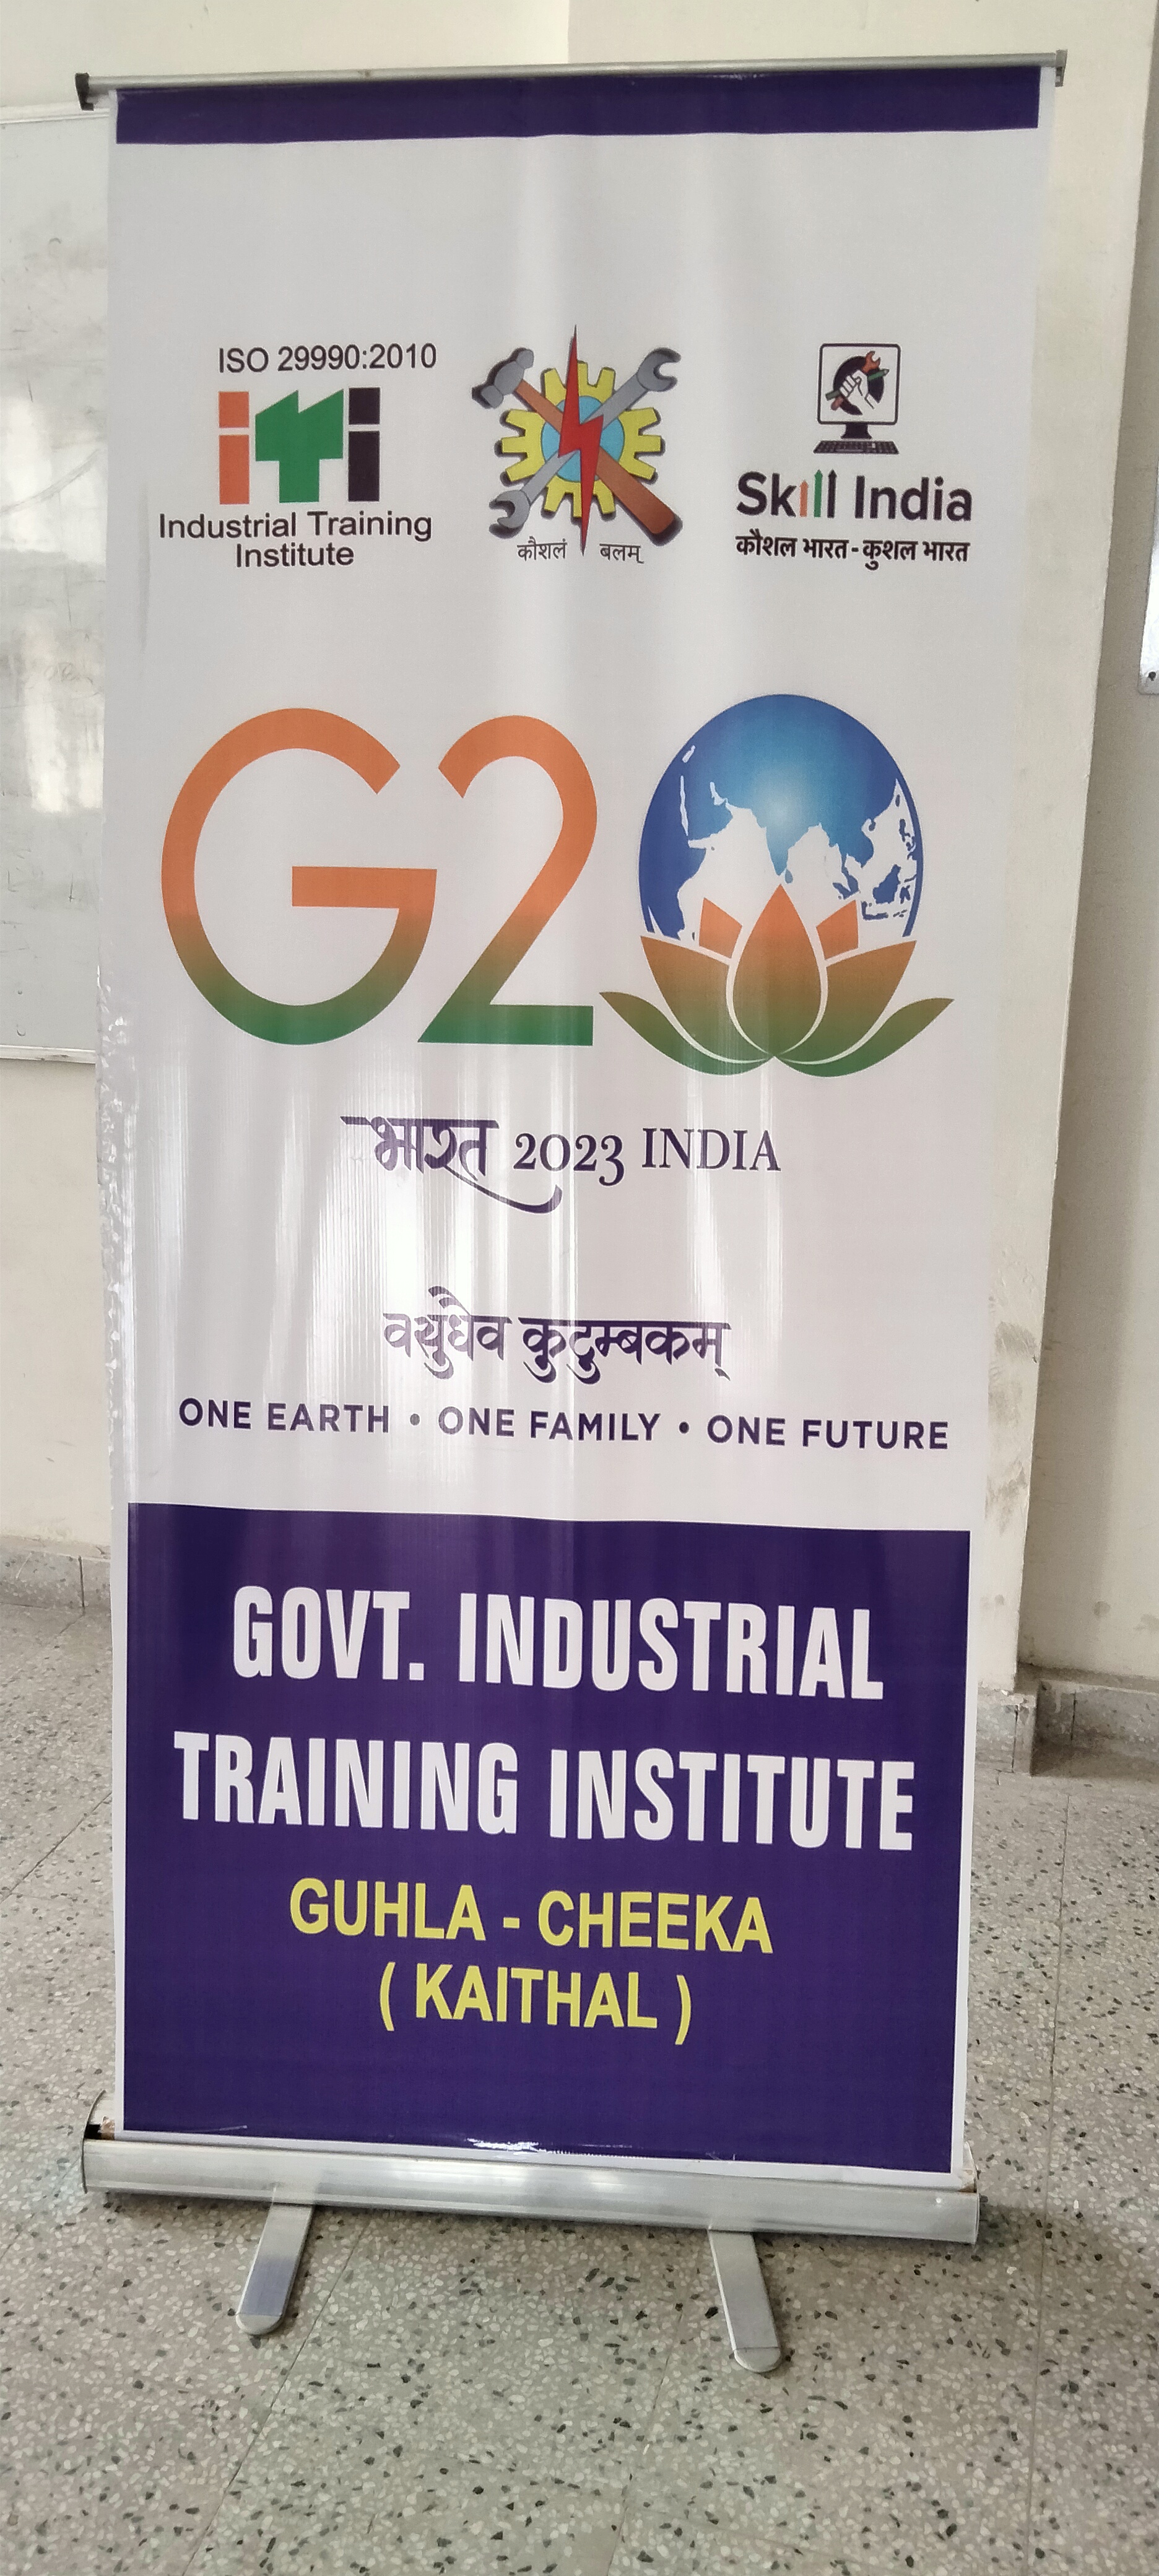 ISO 29990:2010
iTi
Industrial Training
Institute
कौशलं बलम्
Skill India
कौशल भारत - कुशल भारत
G20
भारत 2023 INDIA
वसुधैव कुटुम्बकम्
ONE EARTH • ONE FAMILY • ONE FUTURE
GOVT. INDUSTRIAL
TRAINING INSTITUTE
GUHLA - CHEEKA
( KAITHAL )